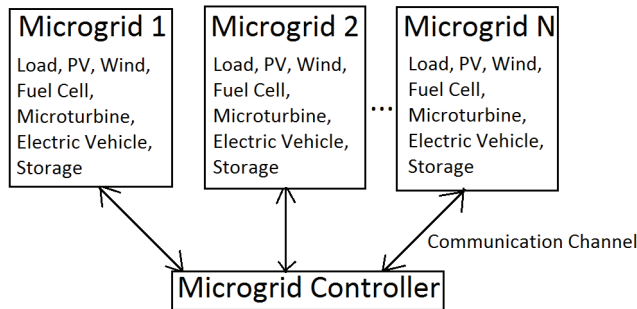 Microgrid 1
Load, PV, Wind,
Fuel Cell,
Microturbine,
Electric Vehicle,
Storage
Microgrid 2
Load, PV, Wind,
Fuel Cell,
Microturbine,
Electric Vehicle,
Storage
...
Microgrid N
Load, PV, Wind,
Fuel Cell,
Microturbine,
Electric Vehicle,
Storage
Communication Channel
Microgrid Controller